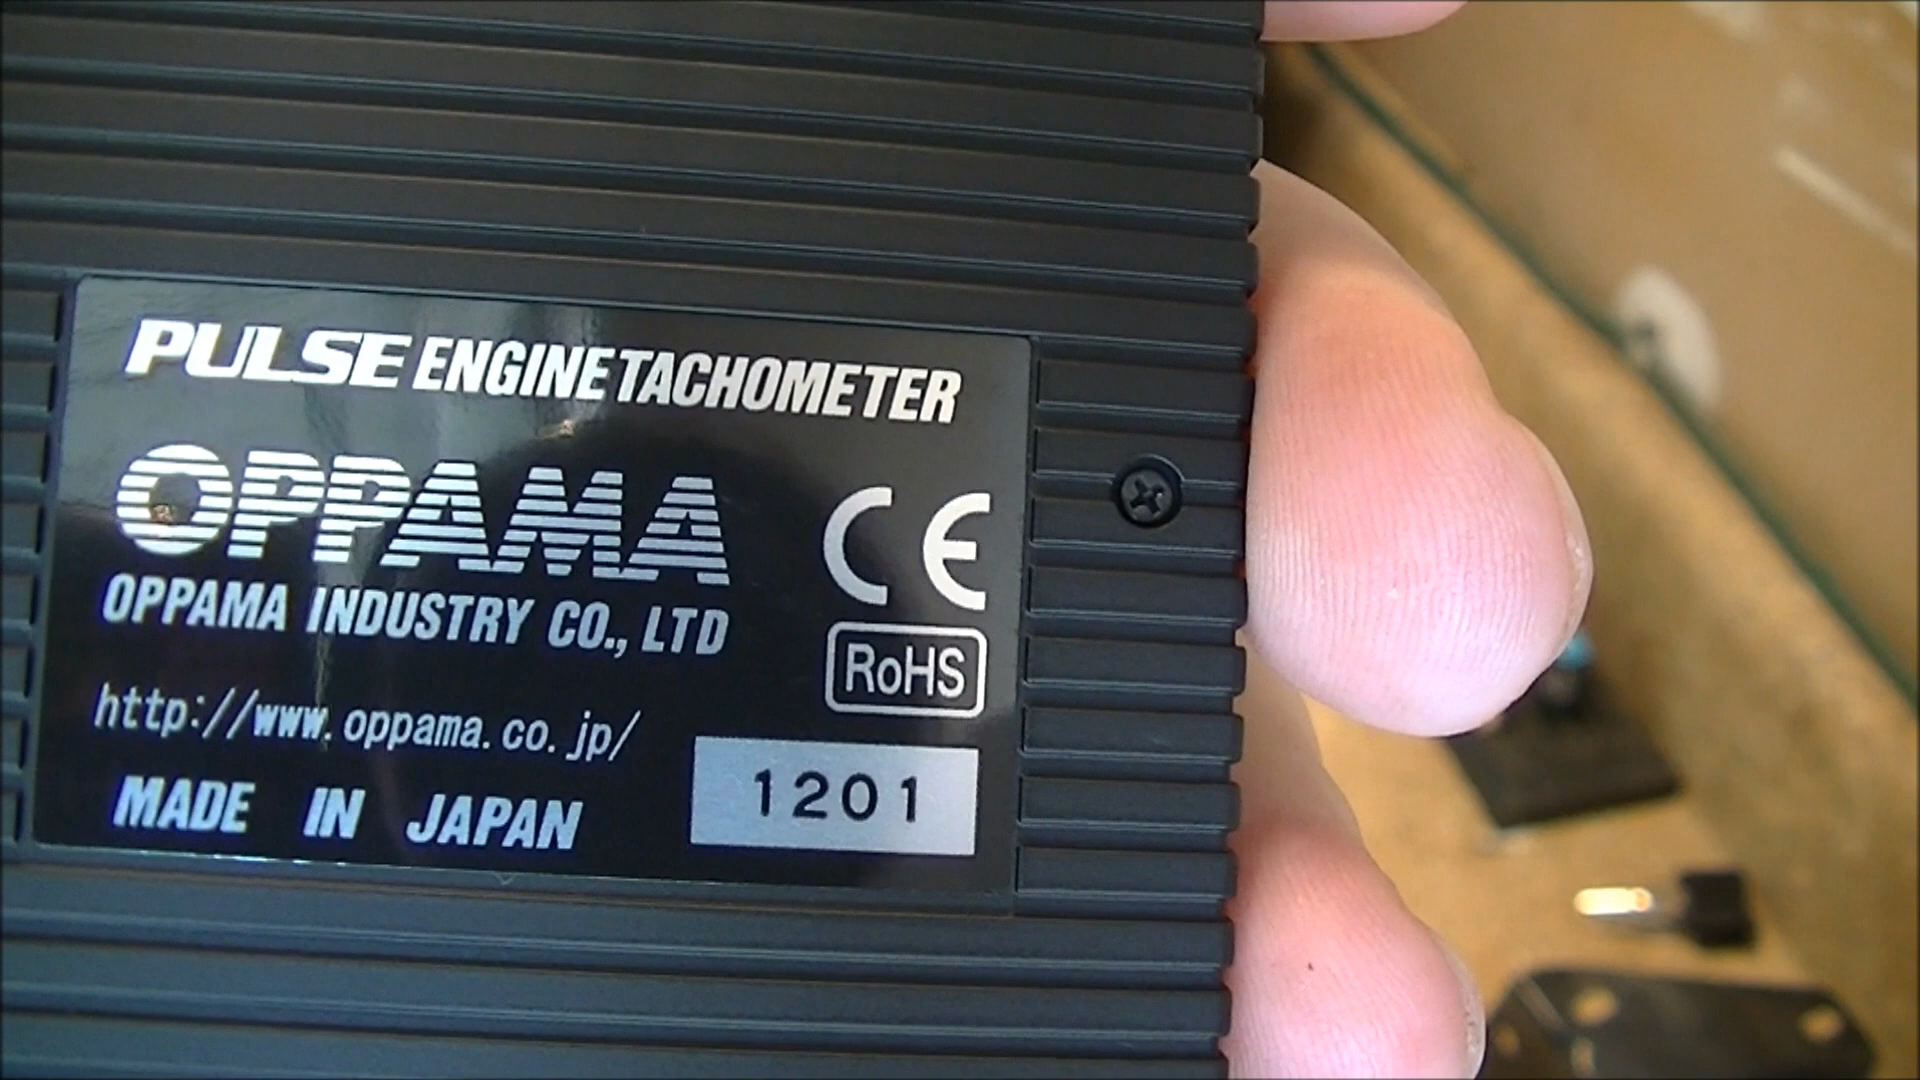 PULSE ENGINE TACHOMETER
OPPAMA
CE
OPPAMA INDUSTRY CO., LTD
RoHS
http://www.oppama.co.jp/
MADE IN JAPAN
1201